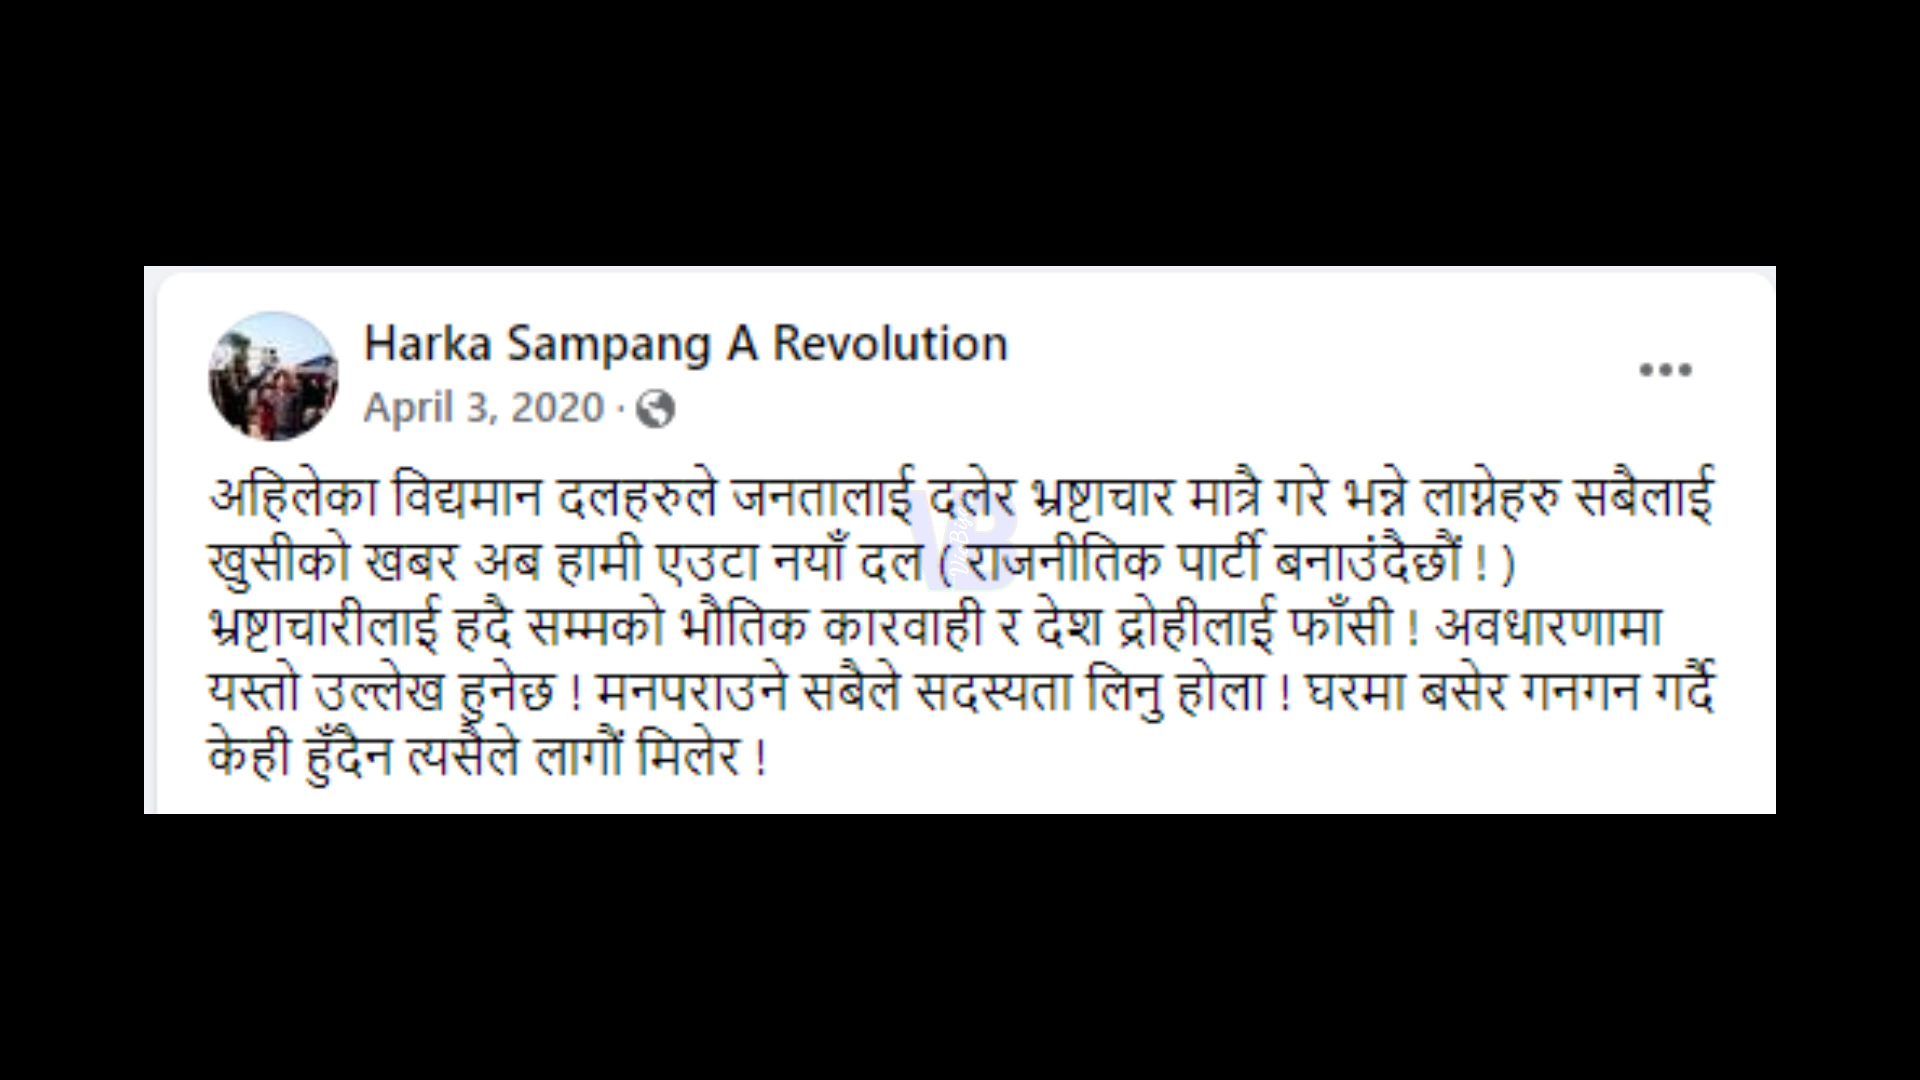 Harka Sampang A Revolution
April 3, 2020 ·
अहिलेका विद्यमान दलहरुले जनतालाई दलेर भ्रष्टाचार मात्रै गरे भन्ने लाग्नेहरु सबैलाई
खुसीको खबर अब हामी एउटा नयाँ दल ( राजनीतिक पार्टी बनाउंदैछौं ! )
भ्रष्टाचारीलाई हदै सम्मको भौतिक कारवाही र देश द्रोहीलाई फाँसी ! अवधारणामा
यस्तो उल्लेख हुनेछ ! मनपराउने सबैले सदस्यता लिनु होला ! घरमा बसेर गनगन गर्दै
केही हुँदैन त्यसैले लागौं मिलेर !